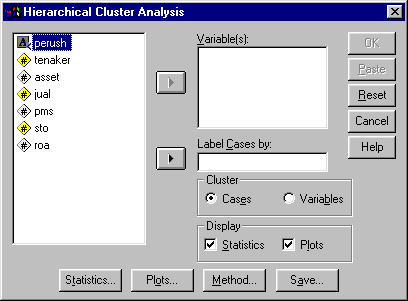 Hierarchical Cluster Analysis
perush
tenaker
asset
jual
pms
sto
roa
Variable(s):
Label Cases by:
Cluster
Cases
Variables
Display
Statistics
Plots
OK
Paste
Reset
Cancel
Help
Statistics...
Plots...
Method...
Save...